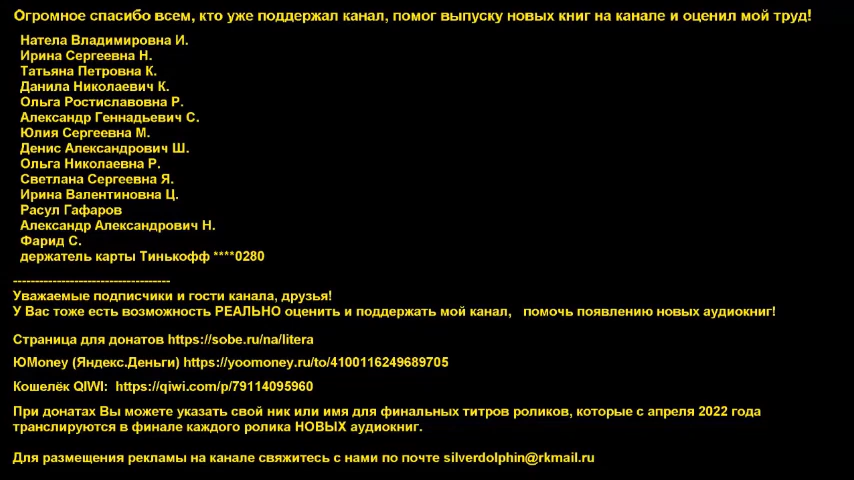 Огромное спасибо всем, кто уже поддержал канал, помог выпуску новых книг на канале и оценил мой труд!
Натела Владимировна И.
Ирина Сергеевна Н.
Татьяна Петровна К.
Данила Николаевич К.
Ольга Ростиславовна Р.
Александр Геннадьевич С.
Юлия Сергеевна М.
Денис Александрович Ш.
Ольга Николаевна Р.
Светлана Сергеевна Я.
Ирина Валентиновна Ц.
Расул Гафаров
Александр Александрович Н.
Фарид С.
держатель карты Тинькофф ****0280
------------------------------------
Уважаемые подписчики и гости канала, друзья!
У Вас тоже есть возможность РЕАЛЬНО оценить и поддержать мой канал, помочь появлению новых аудиокниг!
Страница для донатов https://sobe.ru/na/litera
ЮMoney (Яндекс.Деньги) https://yoomoney.ru/to/4100116249689705
Кошелёк QIWI: https://qiwi.com/p/79114095960
При донатах Вы можете указать свой ник или имя для финальных титров роликов, которые с апреля 2022 года
транслируются в финале каждого ролика НОВЫХ аудиокниг.
Для размещения рекламы на канале свяжитесь с нами по почте silverdolphin@rkmail.ru